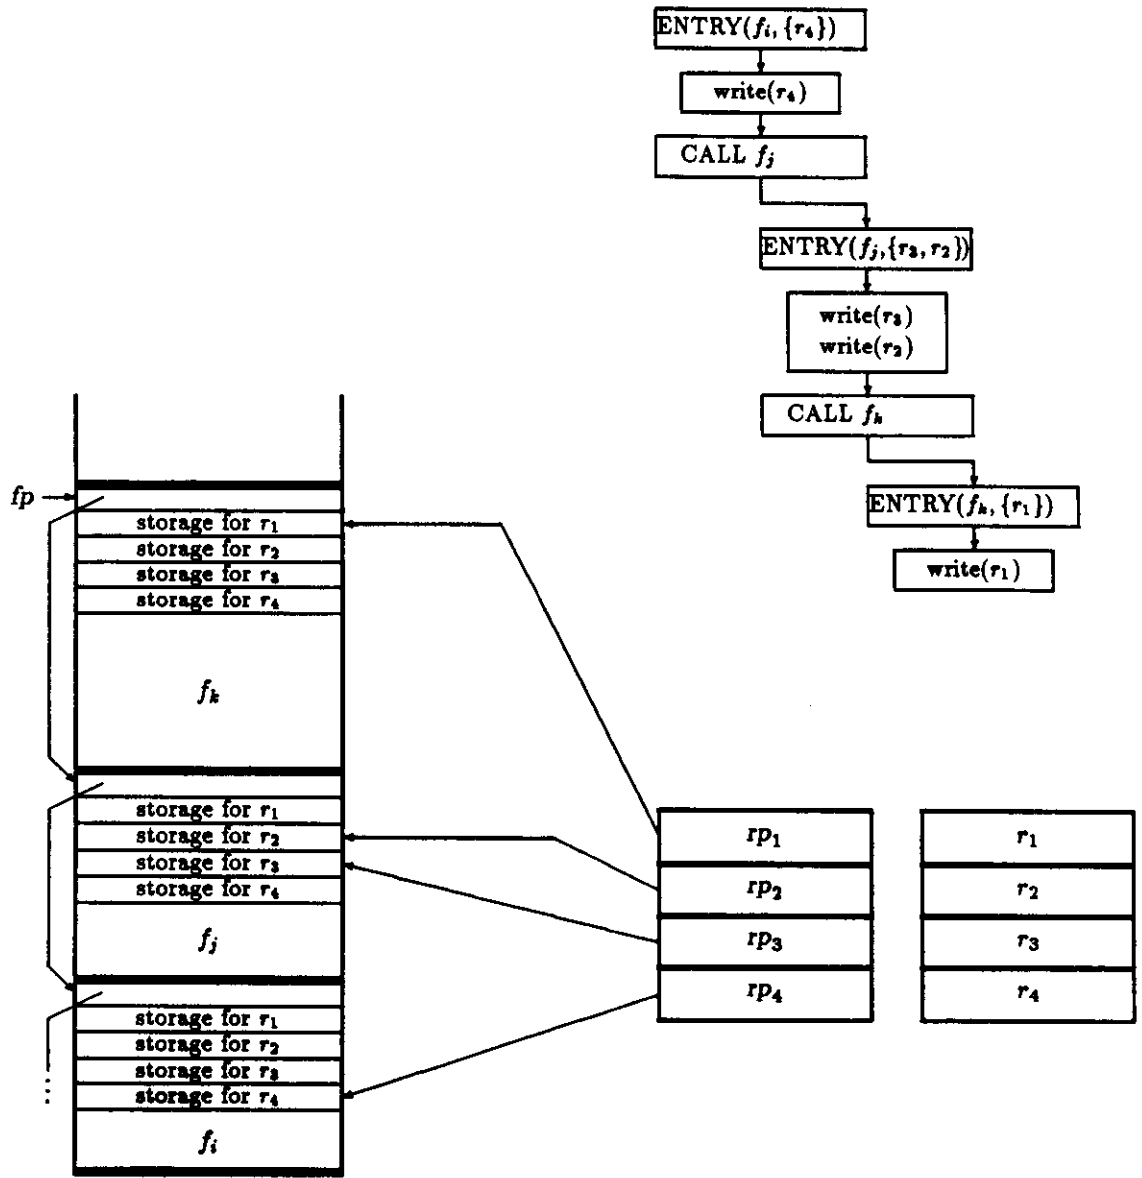 ENTRY(fᵢ, {r₄})
write(r₄)
CALL fⱼ
ENTRY(fⱼ,{r₃, r₂})
write(r₃)
write(r₂)
CALL fₖ
ENTRY(fₖ, {r₁})
write(r₁)
fp
storage for r₁
storage for r₂
storage for r₃
storage for r₄
fₖ
storage for r₁
storage for r₂
storage for r₃
storage for r₄
fⱼ
storage for r₁
storage for r₂
storage for r₃
storage for r₄
fᵢ
rp₁
rp₂
rp₃
rp₄
r₁
r₂
r₃
r₄